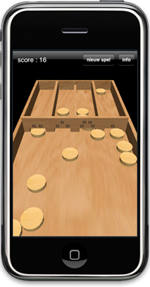 score : 16
nieuw spel
info